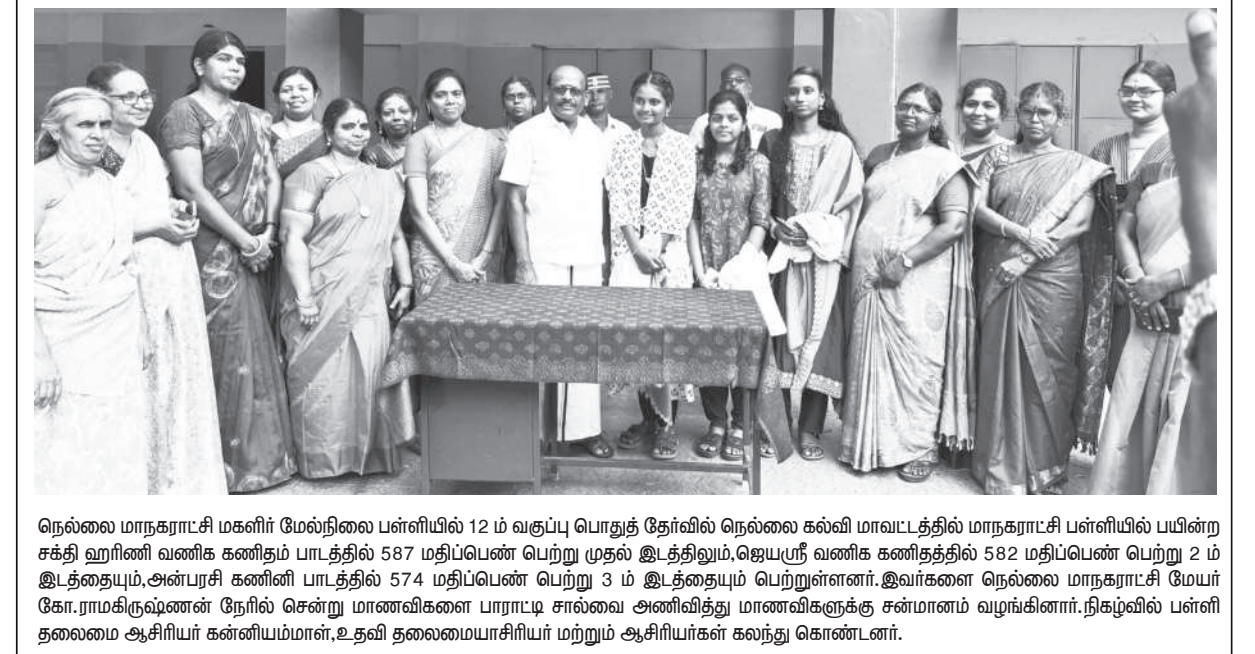 நெல்லை மாநகராட்சி மகளிர் மேல்நிலை பள்ளியில் 12 ம் வகுப்பு பொதுத் தேர்வில் நெல்லை கல்வி மாவட்டத்தில் மாநகராட்சி பள்ளியில் பயின்ற
சக்தி ஹரிணி வணிக கணிதம் பாடத்தில் 587 மதிப்பெண் பெற்று முதல் இடத்திலும்,ஜெயஸ்ரீ வணிக கணிதத்தில் 582 மதிப்பெண் பெற்று 2 ம்
இடத்தையும்,அன்பரசி கணினி பாடத்தில் 574 மதிப்பெண் பெற்று 3 ம் இடத்தையும் பெற்றுள்ளனர்.இவர்களை நெல்லை மாநகராட்சி மேயர்
கோ.ராமகிருஷ்ணன் நேரில் சென்று மாணவிகளை பாராட்டி சால்வை அணிவித்து மாணவிகளுக்கு சன்மானம் வழங்கினார்.நிகழ்வில் பள்ளி
தலைமை ஆசிரியர் கன்னியம்மாள்,உதவி தலைமையாசிரியர் மற்றும் ஆசிரியர்கள் கலந்து கொண்டனர்.